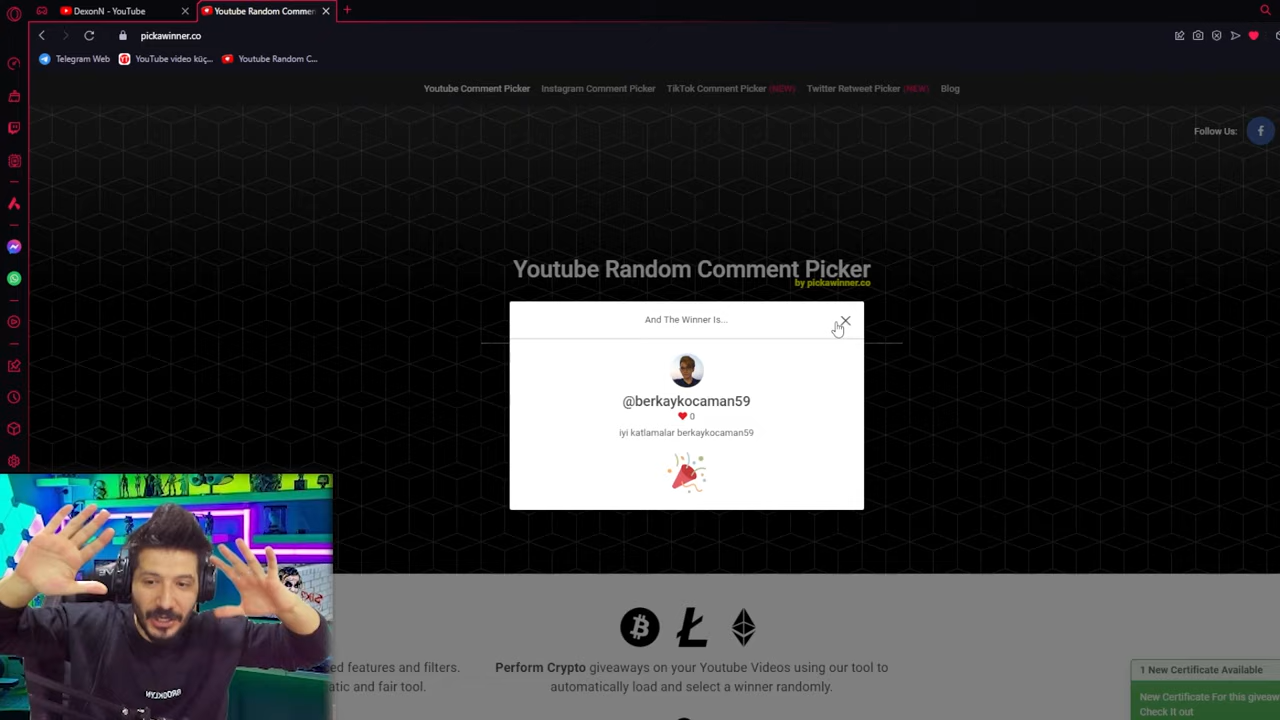 DexonN - YouTube
Youtube Random Commen
pickawinner.co
Telegram Web
YouTube video küç...
Youtube Random C...
Youtube Comment Picker
Instagram Comment Picker
TikTok Comment Picker (NEW)
Twitter Retweet Picker (NEW)
Blog
Follow Us:
Youtube Random Comment Picker
by pickawinner.co
And The Winner Is...
@berkaykocaman59
0
iyi katlamalar berkaykocaman59
ed features and filters.
atic and fair tool.
Perform Crypto giveaways on your Youtube Videos using our tool to
automatically load and select a winner randomly.
1 New Certificate Available
New Certificate For this giveaw
Check It out